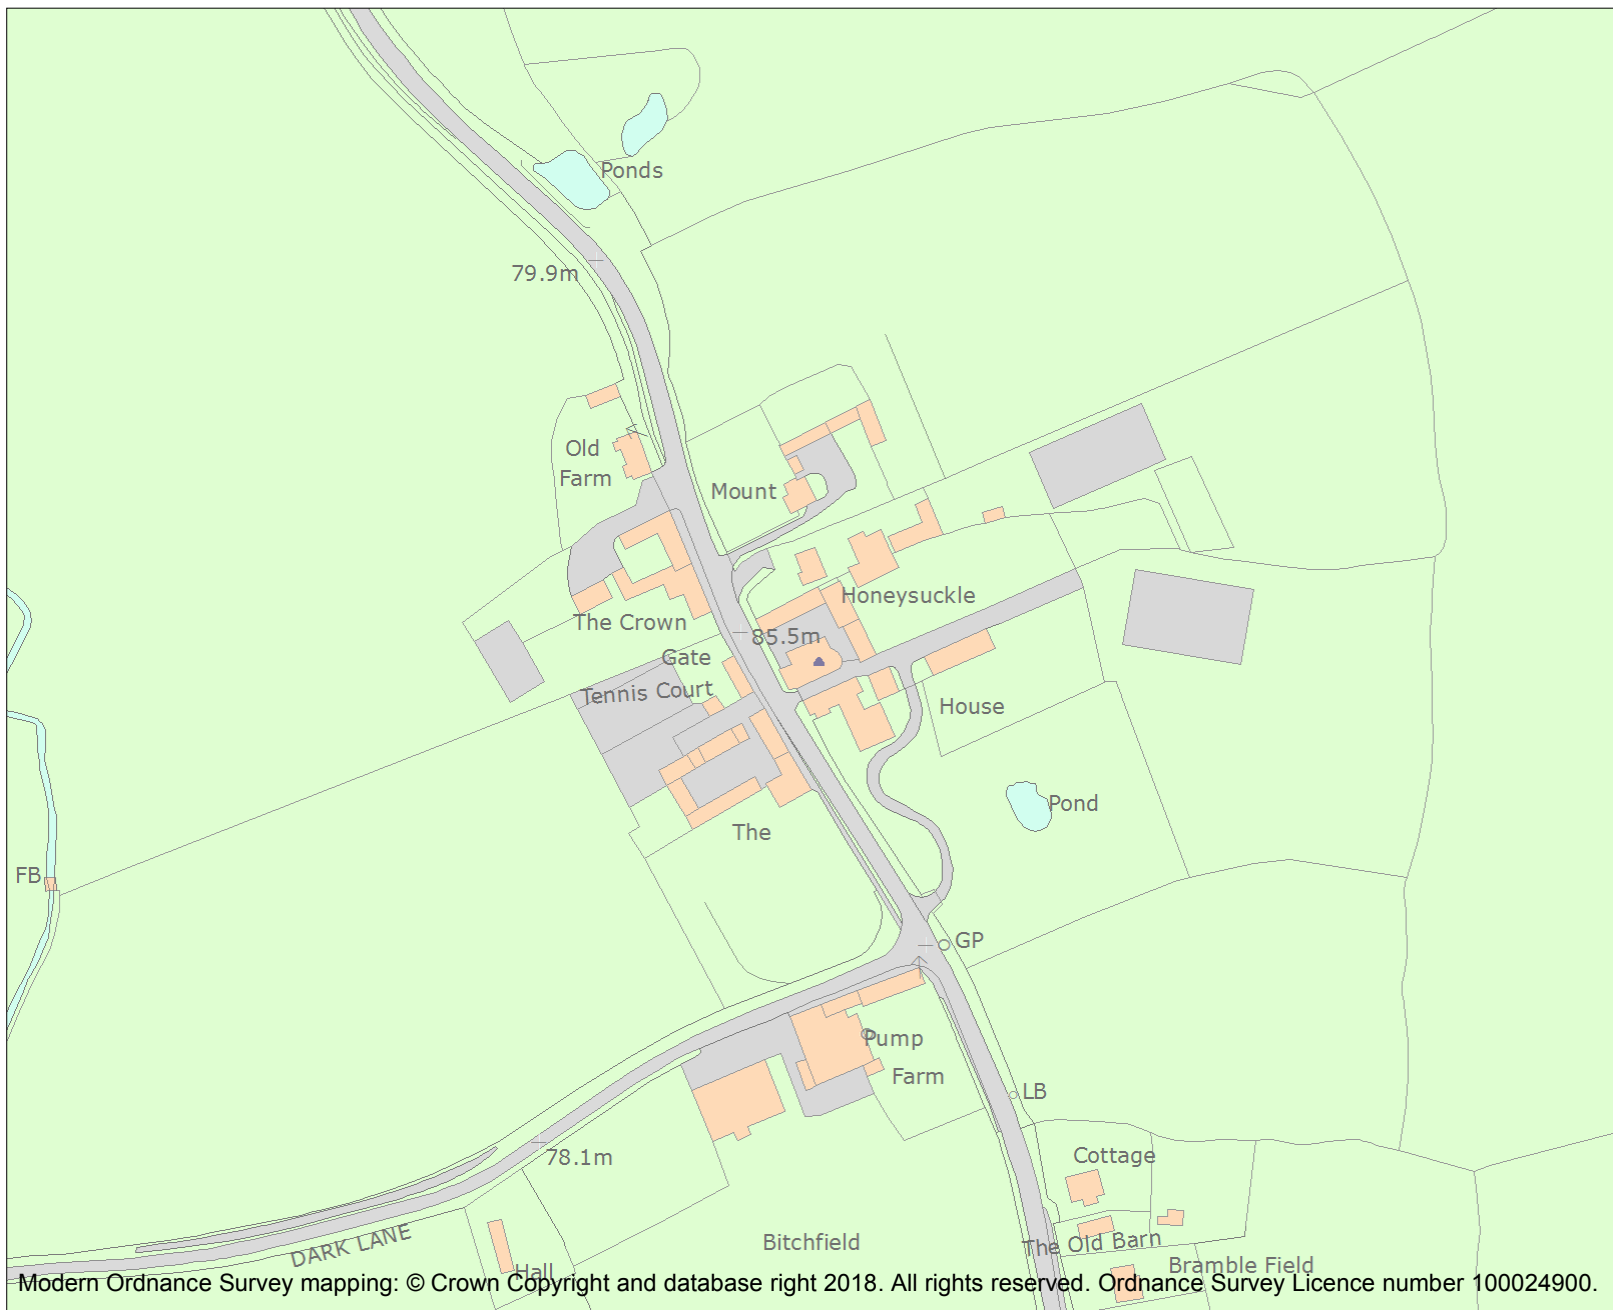 Ponds
79.9m
Old
Farm
Mount
Honeysuckle
The Crown
85.5m
Gate
Tennis Court
House
Pond
The
FB
GP
Pump
Farm
LB
78.1m
Cottage
DARK LANE
Bitchfield
The Old Barn
Bramble Field
Hall
Modern Ordnance Survey mapping: © Crown Copyright and database right 2018. All rights reserved. Ordnance Survey Licence number 100024900.